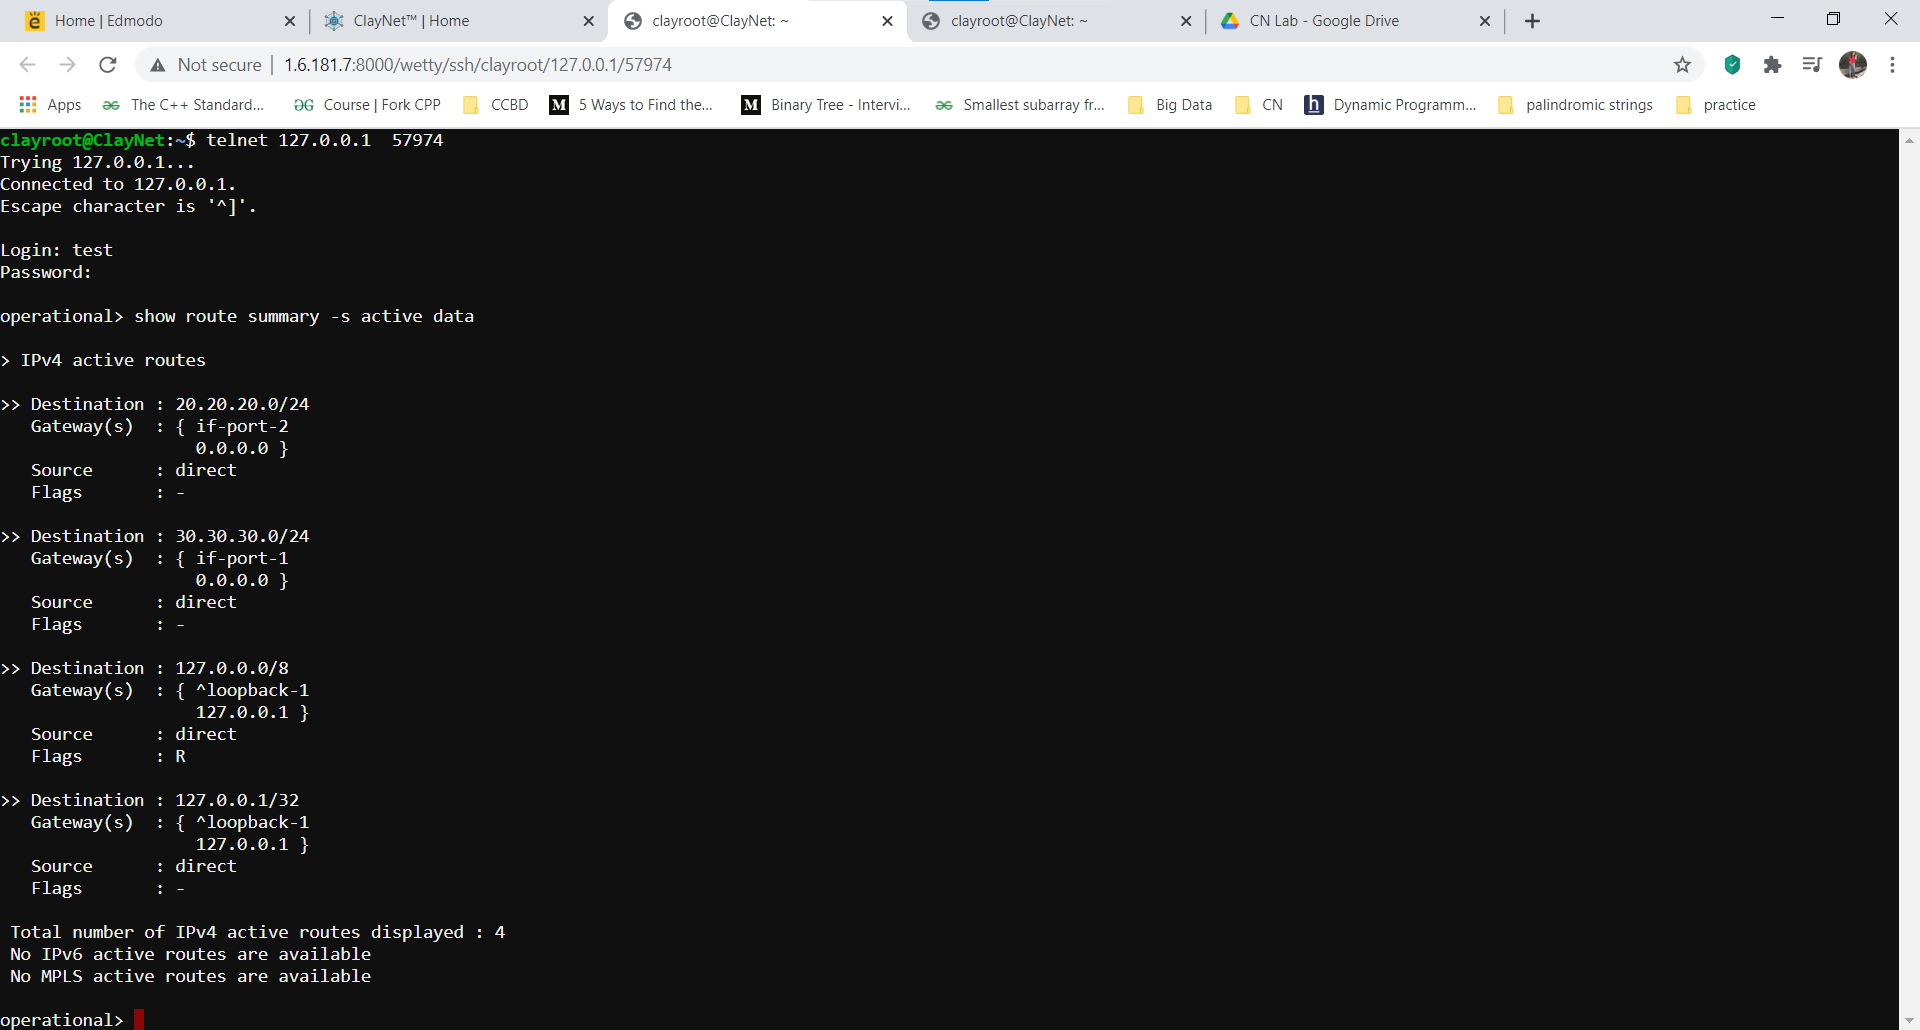 Home | Edmodo
ClayNet™ | Home
clayroot@ClayNet: ~
clayroot@ClayNet: ~
CN Lab - Google Drive
Not secure | 1.6.181.7:8000/wetty/ssh/clayroot/127.0.0.1/57974
Apps
The C++ Standard...
Course | Fork CPP
CCBD
5 Ways to Find the...
Binary Tree - Intervi...
Smallest subarray fr...
Big Data
CN
Dynamic Programm...
palindromic strings
practice
clayroot@ClayNet:~$ telnet 127.0.0.1  57974
Trying 127.0.0.1...
Connected to 127.0.0.1.
Escape character is '^]'.
Login: test
Password:
operational> show route summary -s active data
> IPv4 active routes
>> Destination : 20.20.20.0/24
Gateway(s)  : { if-port-2
0.0.0.0 }
Source      : direct
Flags       : -
>> Destination : 30.30.30.0/24
Gateway(s)  : { if-port-1
0.0.0.0 }
Source      : direct
Flags       : -
>> Destination : 127.0.0.0/8
Gateway(s)  : { ^loopback-1
127.0.0.1 }
Source      : direct
Flags       : R
>> Destination : 127.0.0.1/32
Gateway(s)  : { ^loopback-1
127.0.0.1 }
Source      : direct
Flags       : -
Total number of IPv4 active routes displayed : 4
No IPv6 active routes are available
No MPLS active routes are available
operational>